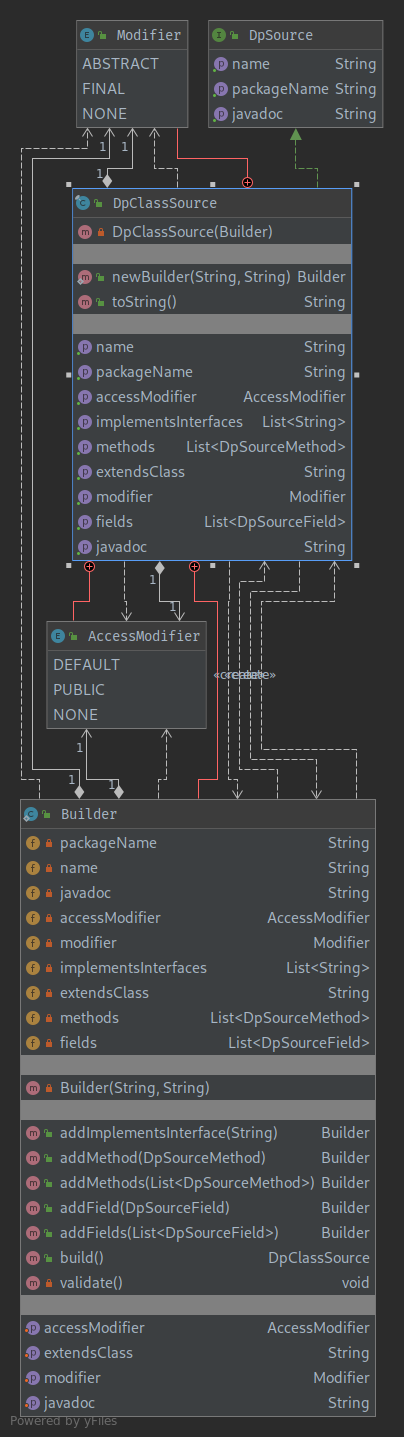 Modifier
ABSTRACT
FINAL
NONE
DpSource
name String
packageName String
javadoc String
1
1
1
DpClassSource
DpClassSource(Builder)
newBuilder(String, String) Builder
toString() String
name String
packageName String
accessModifier AccessModifier
implementsInterfaces List<String>
methods List<DpSourceMethod>
extendsClass String
modifier Modifier
fields List<DpSourceField>
javadoc String
1
1
AccessModifier
DEFAULT
PUBLIC
NONE
«create»
1
1
1
Builder
packageName String
name String
javadoc String
accessModifier AccessModifier
modifier Modifier
implementsInterfaces List<String>
extendsClass String
methods List<DpSourceMethod>
fields List<DpSourceField>
Builder(String, String)
addImplementsInterface(String) Builder
addMethod(DpSourceMethod) Builder
addMethods(List<DpSourceMethod>) Builder
addField(DpSourceField) Builder
addFields(List<DpSourceField>) Builder
build() DpClassSource
validate() void
accessModifier AccessModifier
extendsClass String
modifier Modifier
javadoc String
Powered by yFiles